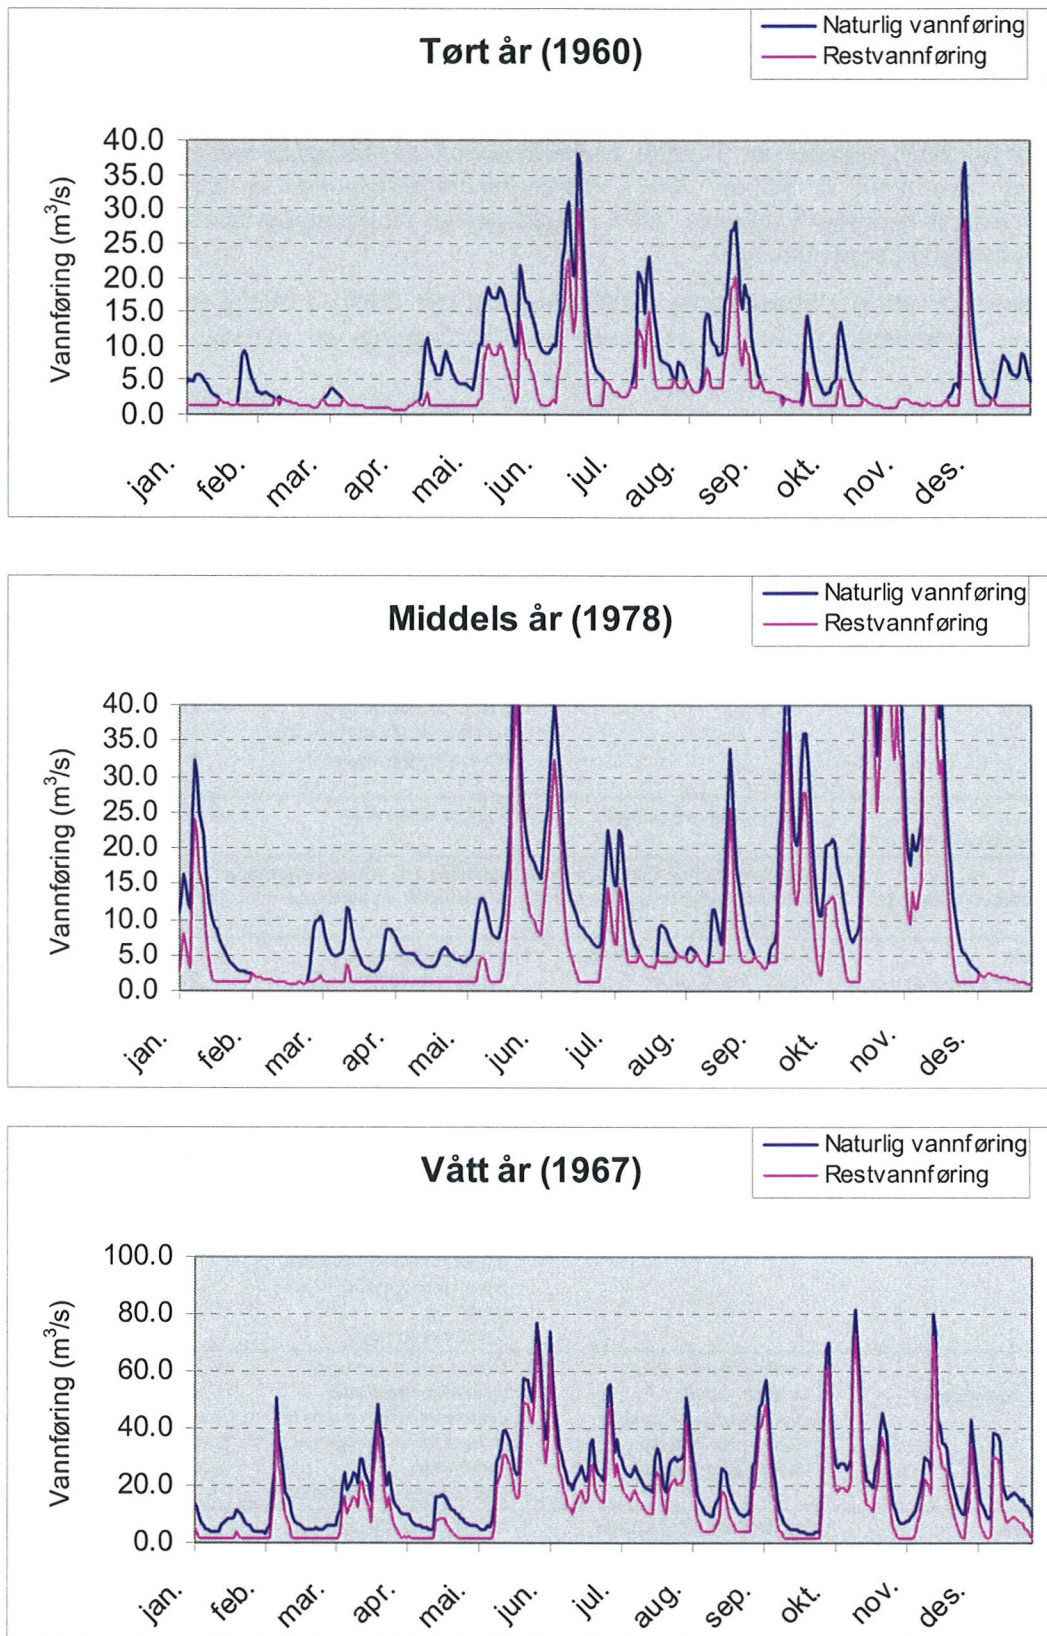 Tørt år (1960)
Naturlig vannføring
Restvannføring
Vannføring (m³/s)
40.0
35.0
30.0
25.0
20.0
15.0
10.0
5.0
0.0
jan. feb. mar. apr. mai. jun. jul. aug. sep. okt. nov. des.
Middels år (1978)
Naturlig vannføring
Restvannføring
Vannføring (m³/s)
40.0
35.0
30.0
25.0
20.0
15.0
10.0
5.0
0.0
jan. feb. mar. apr. mai. jun. jul. aug. sep. okt. nov. des.
Vått år (1967)
Naturlig vannføring
Restvannføring
Vannføring (m³/s)
100.0
80.0
60.0
40.0
20.0
0.0
jan. feb. mar. apr. mai. jun. jul. aug. sep. okt. nov. des.